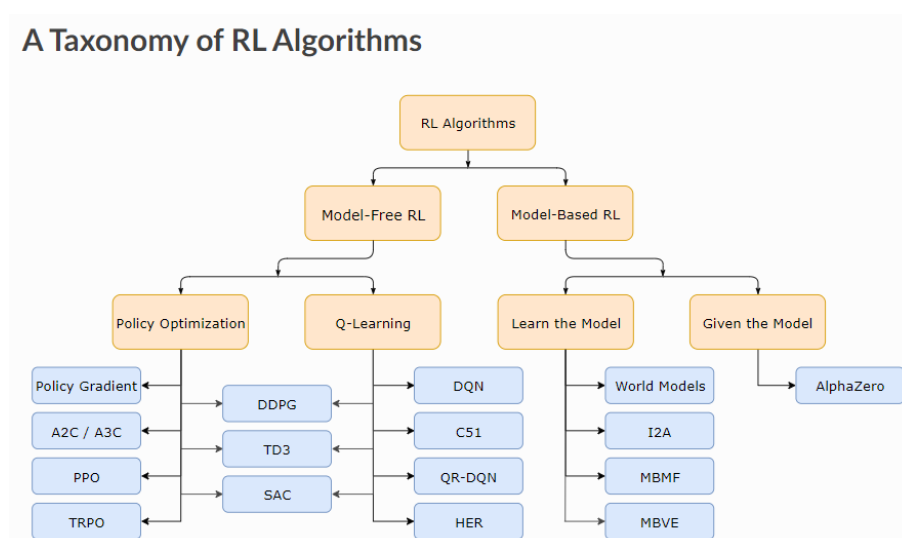 A Taxonomy of RL Algorithms
RL Algorithms
Model-Free RL
Model-Based RL
Policy Optimization
Q-Learning
Learn the Model
Given the Model
Policy Gradient
DDPG
DQN
World Models
AlphaZero
A2C / A3C
TD3
C51
I2A
PPO
SAC
QR-DQN
MBMF
TRPO
HER
MBVE